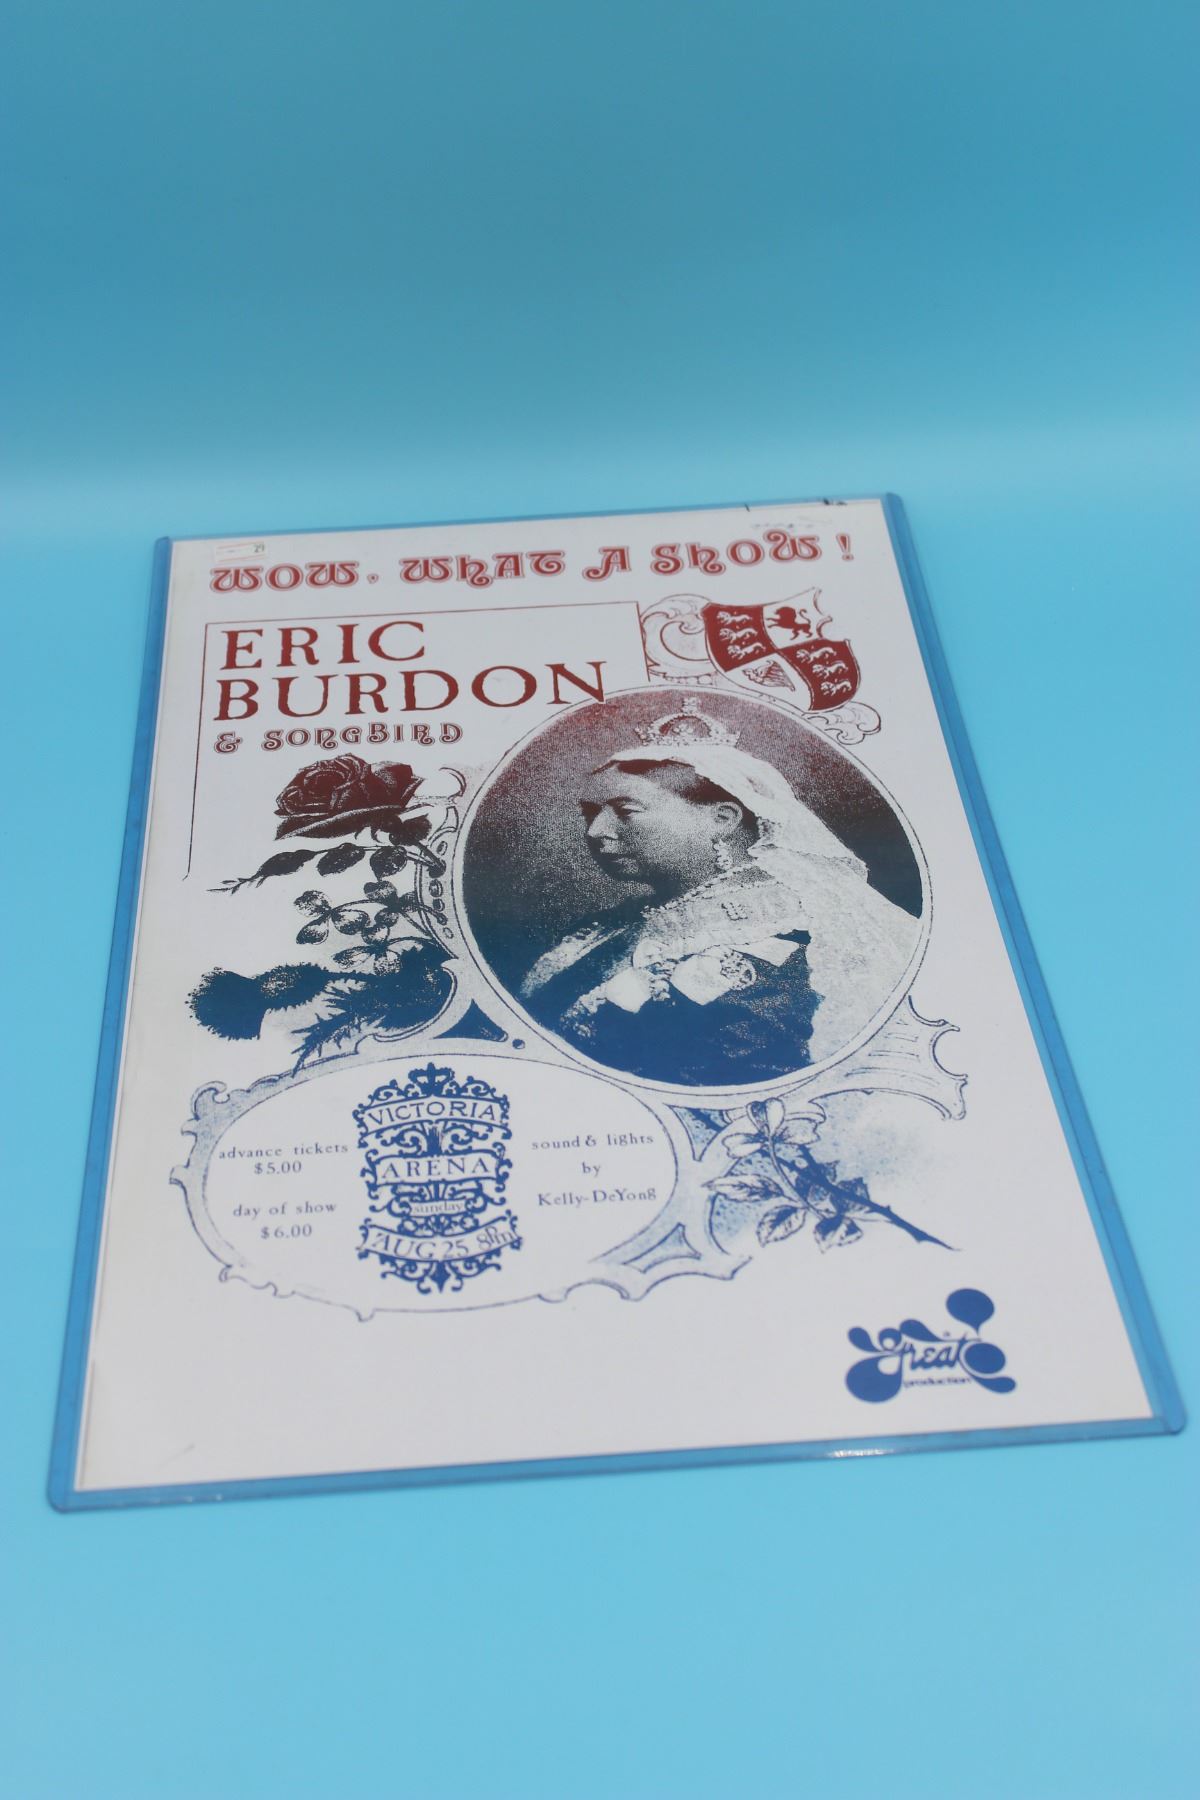 27
WOW. WHAT A SHOW!
ERIC
BURDON
& SONGBIRD
VICTORIA
ARENA
sunday
AUG 25 8pm
advance tickets
$5.00
day of show
$6.00
sound & lights
by
Kelly-DeYong
Great
production